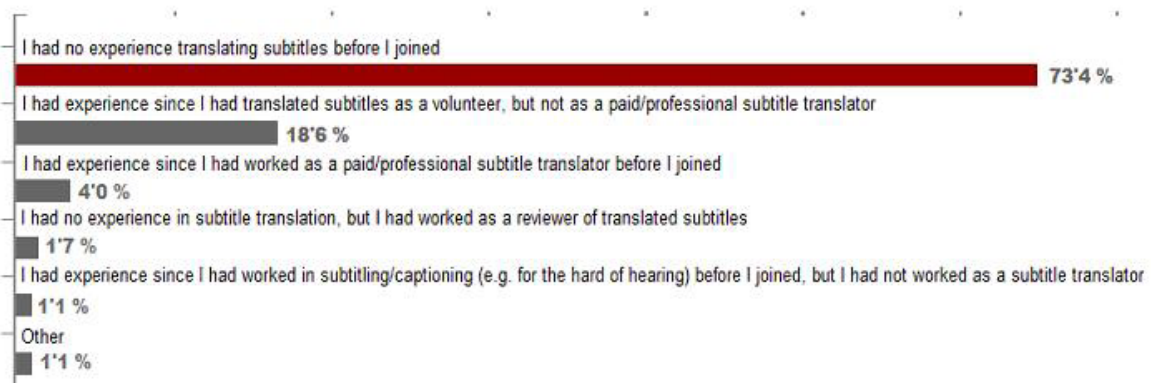 I had no experience translating subtitles before I joined
73'4 %
I had experience since I had translated subtitles as a volunteer, but not as a paid/professional subtitle translator
18'6 %
I had experience since I had worked as a paid/professional subtitle translator before I joined
4'0 %
I had no experience in subtitle translation, but I had worked as a reviewer of translated subtitles
1'7 %
I had experience since I had worked in subtitling/captioning (e.g. for the hard of hearing) before I joined, but I had not worked as a subtitle translator
1'1 %
Other
1'1 %